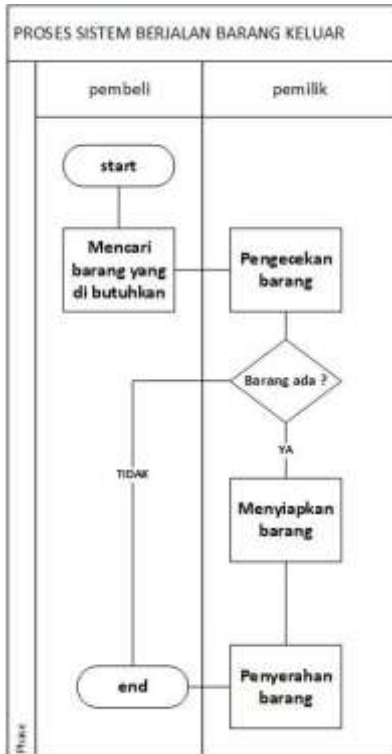 PROSES SISTEM BERJALAN BARANG KELUAR
pembeli
pemilik
start
Mencari
barang yang
di butuhkan
Pengecekan
barang
Barang ada ?
TIDAK
YA
Menyiapkan
barang
Penyerahan
barang
end
Phase